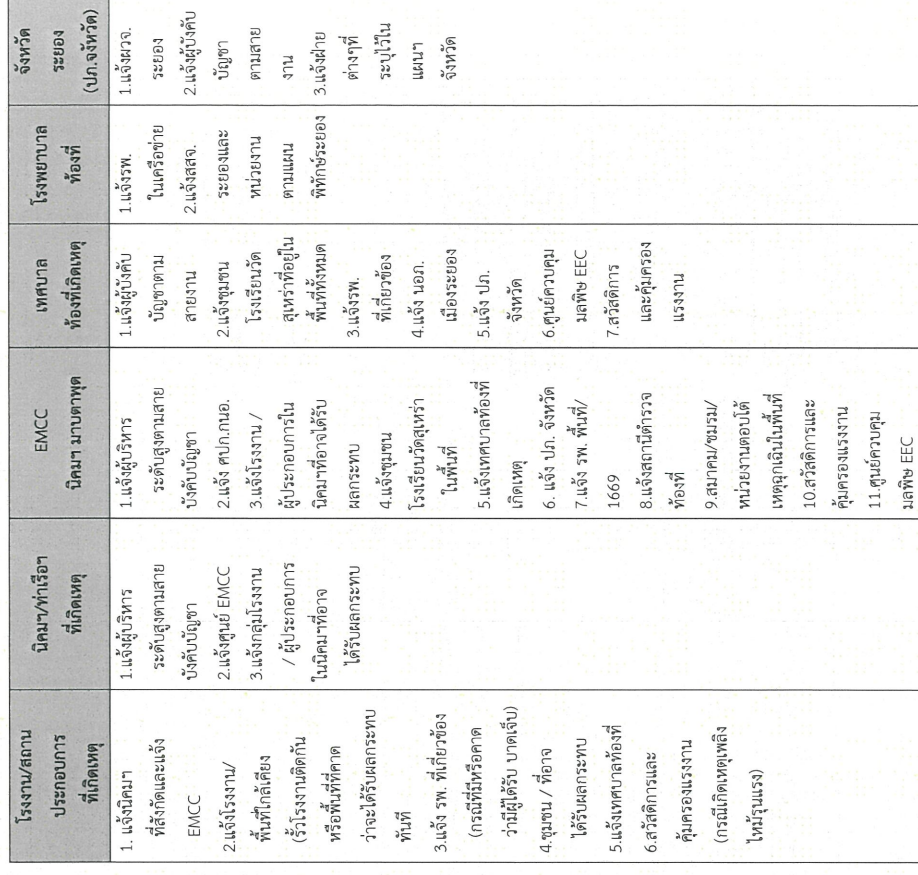 โรงงาน/สถาน
ประกอบการ
ที่เกิดเหตุ
1. แจ้งนิคมฯ
ที่สังกัดและแจ้ง
EMCC
2.แจ้งโรงงาน/
พื้นที่ใกล้เคียง
(รั้วโรงงานติดกัน
หรือพื้นที่ที่คาด
ว่าจะได้รับผลกระทบ
ทันที
3.แจ้ง รพ. ที่เกี่ยวข้อง
(กรณีที่มีหรือคาด
ว่ามีผู้ได้รับ บาดเจ็บ)
4.ชุมชน / ที่อาจ
ได้รับผลกระทบ
5.แจ้งเทศบาลท้องที่
6.สวัสดิการและ
คุ้มครองแรงงาน
(กรณีเกิดเหตุเพลิง
ไหม้รุนแรง)
นิคมฯ/ท่าเรือฯ
ที่เกิดเหตุ
1.แจ้งผู้บริหาร
ระดับสูงตามสาย
บังคับบัญชา
2.แจ้งศูนย์ EMCC
3.แจ้งกลุ่มโรงงาน
/ ผู้ประกอบการ
ในนิคมฯที่อาจ
ได้รับผลกระทบ
EMCC
นิคมฯ มาบตาพุด
1.แจ้งผู้บริหาร
ระดับสูงตามสาย
บังคับบัญชา
2.แจ้ง ศปก.กนอ.
3.แจ้งโรงงาน /
ผู้ประกอบการใน
นิคมฯที่อาจได้รับ
ผลกระทบ
4.แจ้งชุมชน
โรงเรียนวัดสุเหร่า
ในพื้นที่
5.แจ้งเทศบาลท้องที่
เกิดเหตุ
6. แจ้ง ปภ. จังหวัด
7.แจ้ง รพ. พื้นที่/
1669
8.แจ้งสถานีตำรวจ
ท้องที่
9.สมาคม/ชมรม/
หน่วยงานตอบโต้
เหตุฉุกเฉินในพื้นที่
10.สวัสดิการและ
คุ้มครองแรงงาน
11.ศูนย์ควบคุม
มลพิษ EEC
เทศบาล
ท้องที่เกิดเหตุ
1.แจ้งผู้บังคับ
บัญชาตาม
สายงาน
2.แจ้งชุมชน
โรงเรียนวัด
สุเหร่าที่อยู่ใน
พื้นที่ทั้งหมด
3.แจ้งรพ.
ที่เกี่ยวข้อง
4.แจ้ง นอภ.
เมืองระยอง
5.แจ้ง ปภ.
จังหวัด
6.ศูนย์ควบคุม
มลพิษ EEC
7.สวัสดิการ
และคุ้มครอง
แรงงาน
โรงพยาบาล
ท้องที่
1.แจ้งรพ.
ในเครือข่าย
2.แจ้งสสจ.
ระยองและ
หน่วยงาน
ตามแผน
พิทักษ์ระยอง
จังหวัด
ระยอง
(ปภ.จังหวัด)
1.แจ้งผวจ.
ระยอง
2.แจ้งผู้บังคับ
บัญชา
ตามสาย
งาน
3.แจ้งฝ่าย
ต่างๆที่
ระบุไว้ใน
แผนฯ
จังหวัด